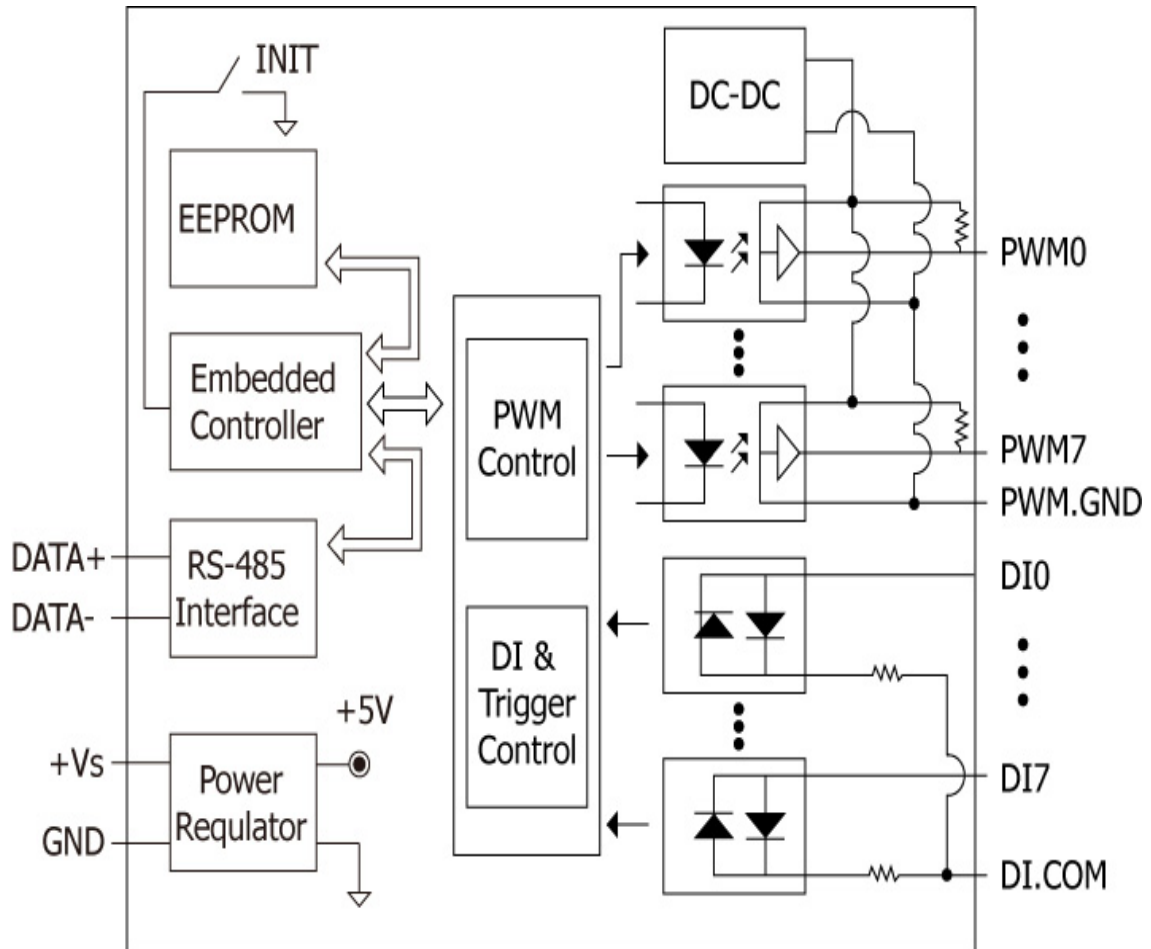 INIT
DC-DC
EEPROM
PWM0
Embedded
Controller
PWM
Control
PWM7
PWM.GND
DATA+
DATA-
RS-485
Interface
DI0
DI &
Trigger
Control
+5V
+Vs
GND
Power
Requlator
DI7
DI.COM